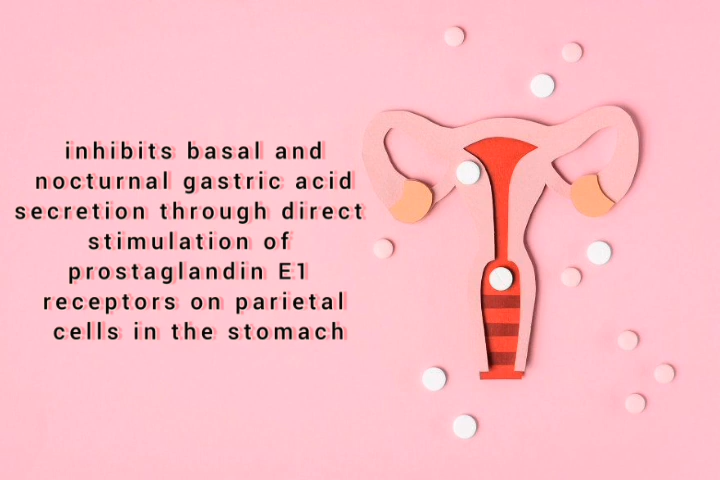 inhibits basal and
nocturnal gastric acid
secretion through direct
stimulation of
prostaglandin E1
receptors on parietal
cells in the stomach